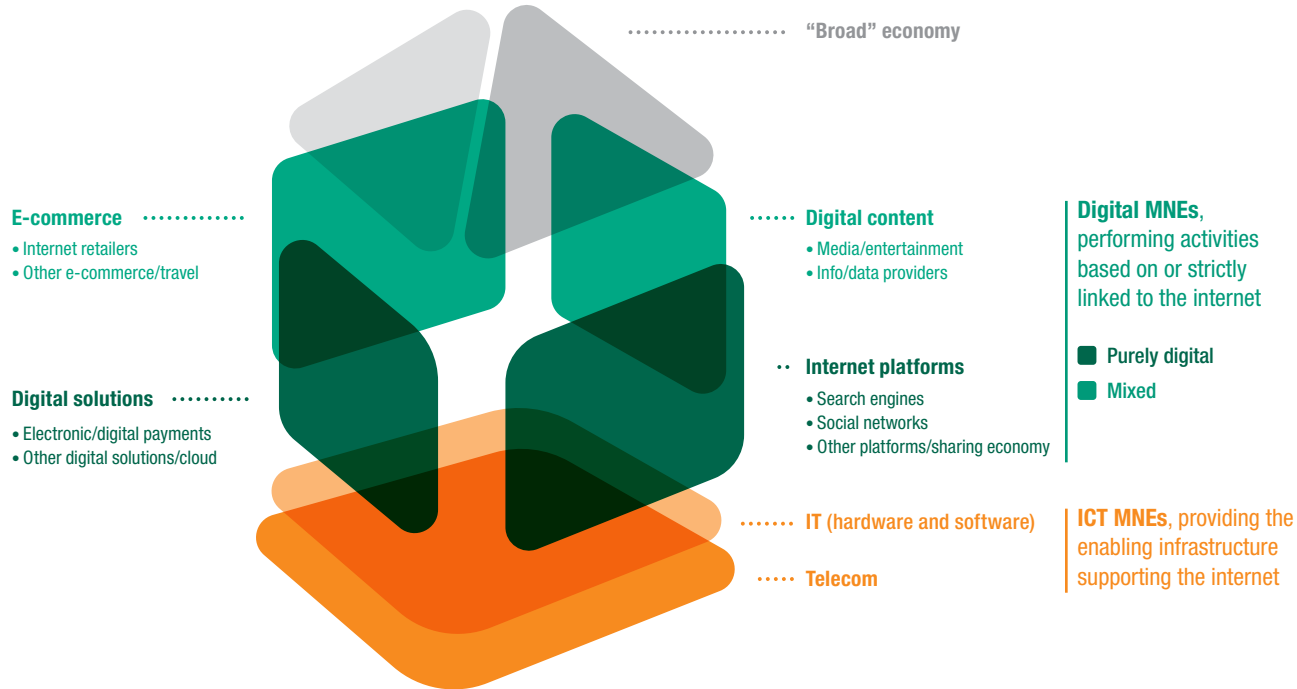 “Broad” economy
E-commerce
• Internet retailers
• Other e-commerce/travel
Digital content
• Media/entertainment
• Info/data providers
Digital MNEs,
performing activities
based on or strictly
linked to the internet
Purely digital
Mixed
Digital solutions
• Electronic/digital payments
• Other digital solutions/cloud
Internet platforms
• Search engines
• Social networks
• Other platforms/sharing economy
IT (hardware and software)
Telecom
ICT MNEs, providing the
enabling infrastructure
supporting the internet